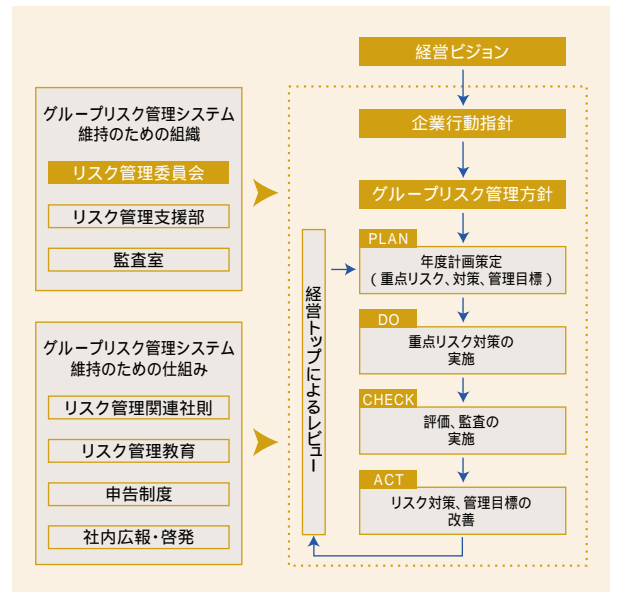 グループリスク管理システム
維持のための組織
リスク管理委員会
リスク管理支援部
監査室
グループリスク管理システム
維持のための仕組み
リスク管理関連社則
リスク管理教育
申告制度
社内広報・啓発
経営ビジョン
企業行動指針
グループリスク管理方針
経営トップによるレビュー
PLAN
年度計画策定
(重点リスク、対策、管理目標)
DO
重点リスク対策の
実施
CHECK
評価、監査の
実施
ACT
リスク対策、管理目標の
改善